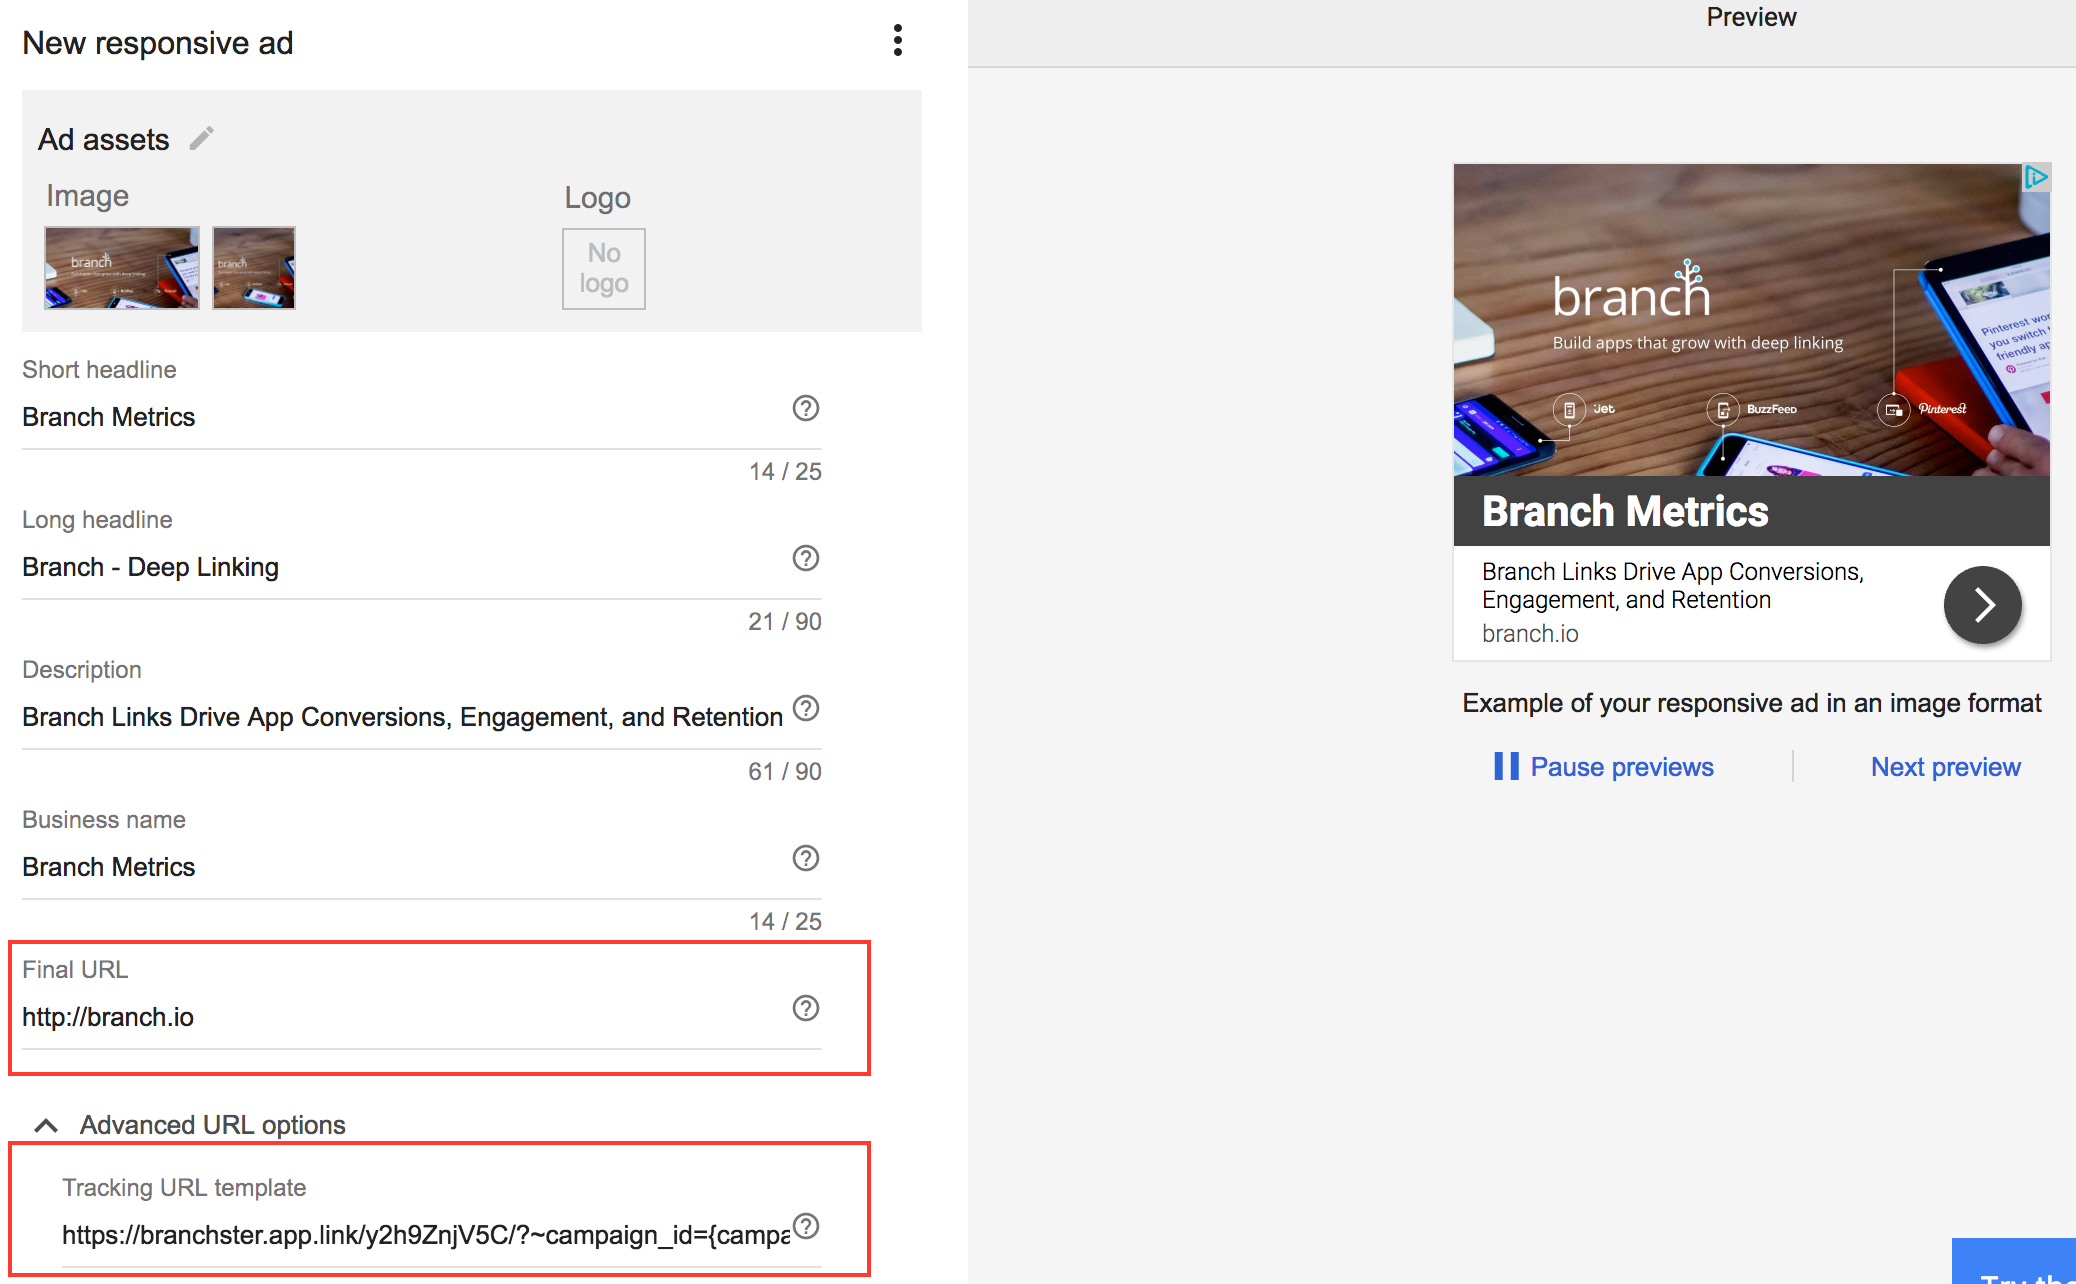 New responsive ad
Ad assets
Image
Logo
branch
branch
No
logo
Short headline
Branch Metrics
14 / 25
Long headline
Branch - Deep Linking
21 / 90
Description
Branch Links Drive App Conversions, Engagement, and Retention
61 / 90
Business name
Branch Metrics
14 / 25
Final URL
http://branch.io
Advanced URL options
Tracking URL template
https://branchster.app.link/y2h9ZnjV5C/?~campaign_id={campa
Preview
branch
Build apps that grow with deep linking
Jet
BuzzFeed
Pinterest
Pinterest
you switch
friendly
Branch Metrics
Branch Links Drive App Conversions,
Engagement, and Retention
branch.io
Example of your responsive ad in an image format
Pause previews
Next preview
Try